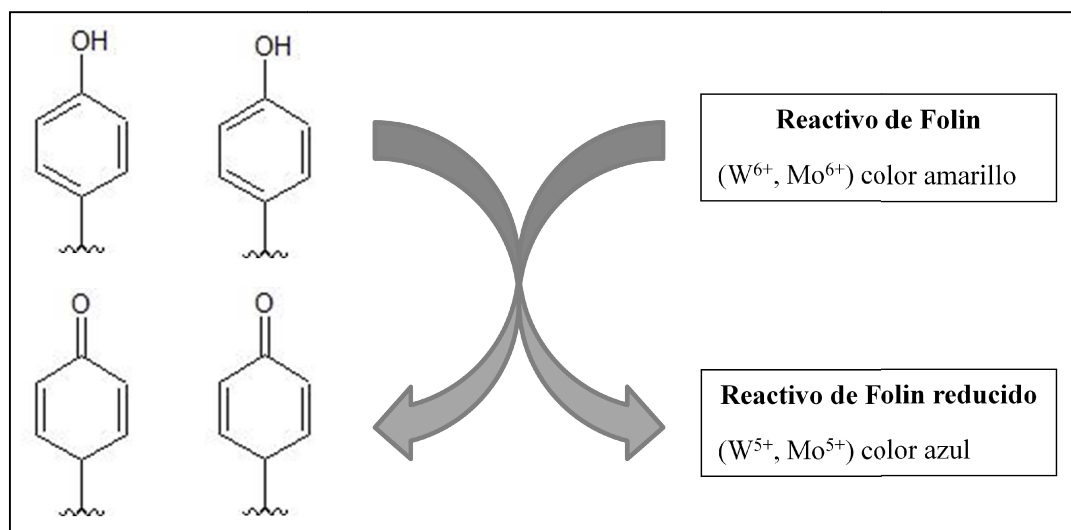 OH
OH
Reactivo de Folin
(W⁶⁺, Mo⁶⁺) color amarillo
O
O
Reactivo de Folin reducido
(W⁵⁺, Mo⁵⁺) color azul